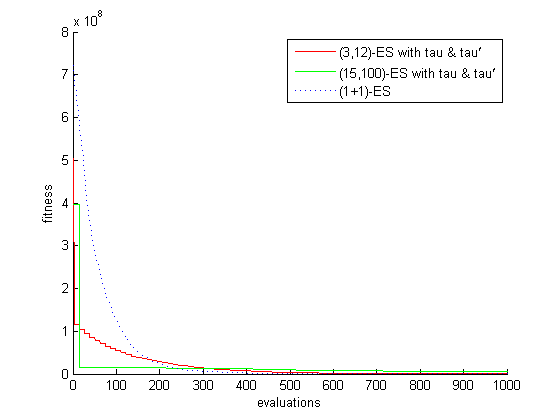 x 10^8
8
7
6
5
4
3
2
1
0
fitness
(3,12)-ES with tau & tau′
(15,100)-ES with tau & tau′
(1+1)-ES
0 100 200 300 400 500 600 700 800 900 1000
evaluations